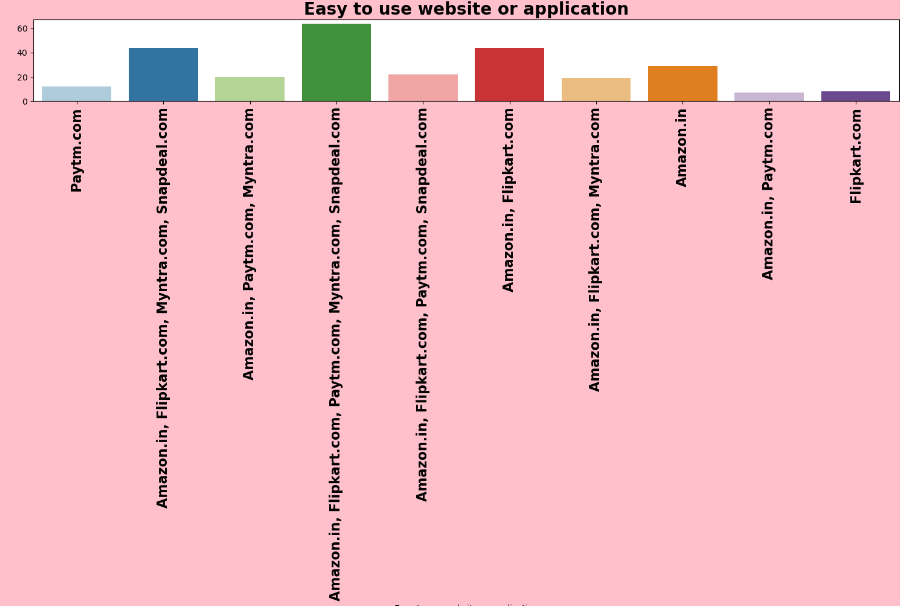 Easy to use website or application
60
40
20
0
Paytm.com
Amazon.in, Flipkart.com, Myntra.com, Snapdeal.com
Amazon.in, Paytm.com, Myntra.com
Amazon.in, Flipkart.com, Paytm.com, Myntra.com, Snapdeal.com
Amazon.in, Flipkart.com, Paytm.com, Snapdeal.com
Amazon.in, Flipkart.com
Amazon.in, Flipkart.com, Myntra.com
Amazon.in
Amazon.in, Paytm.com
Flipkart.com